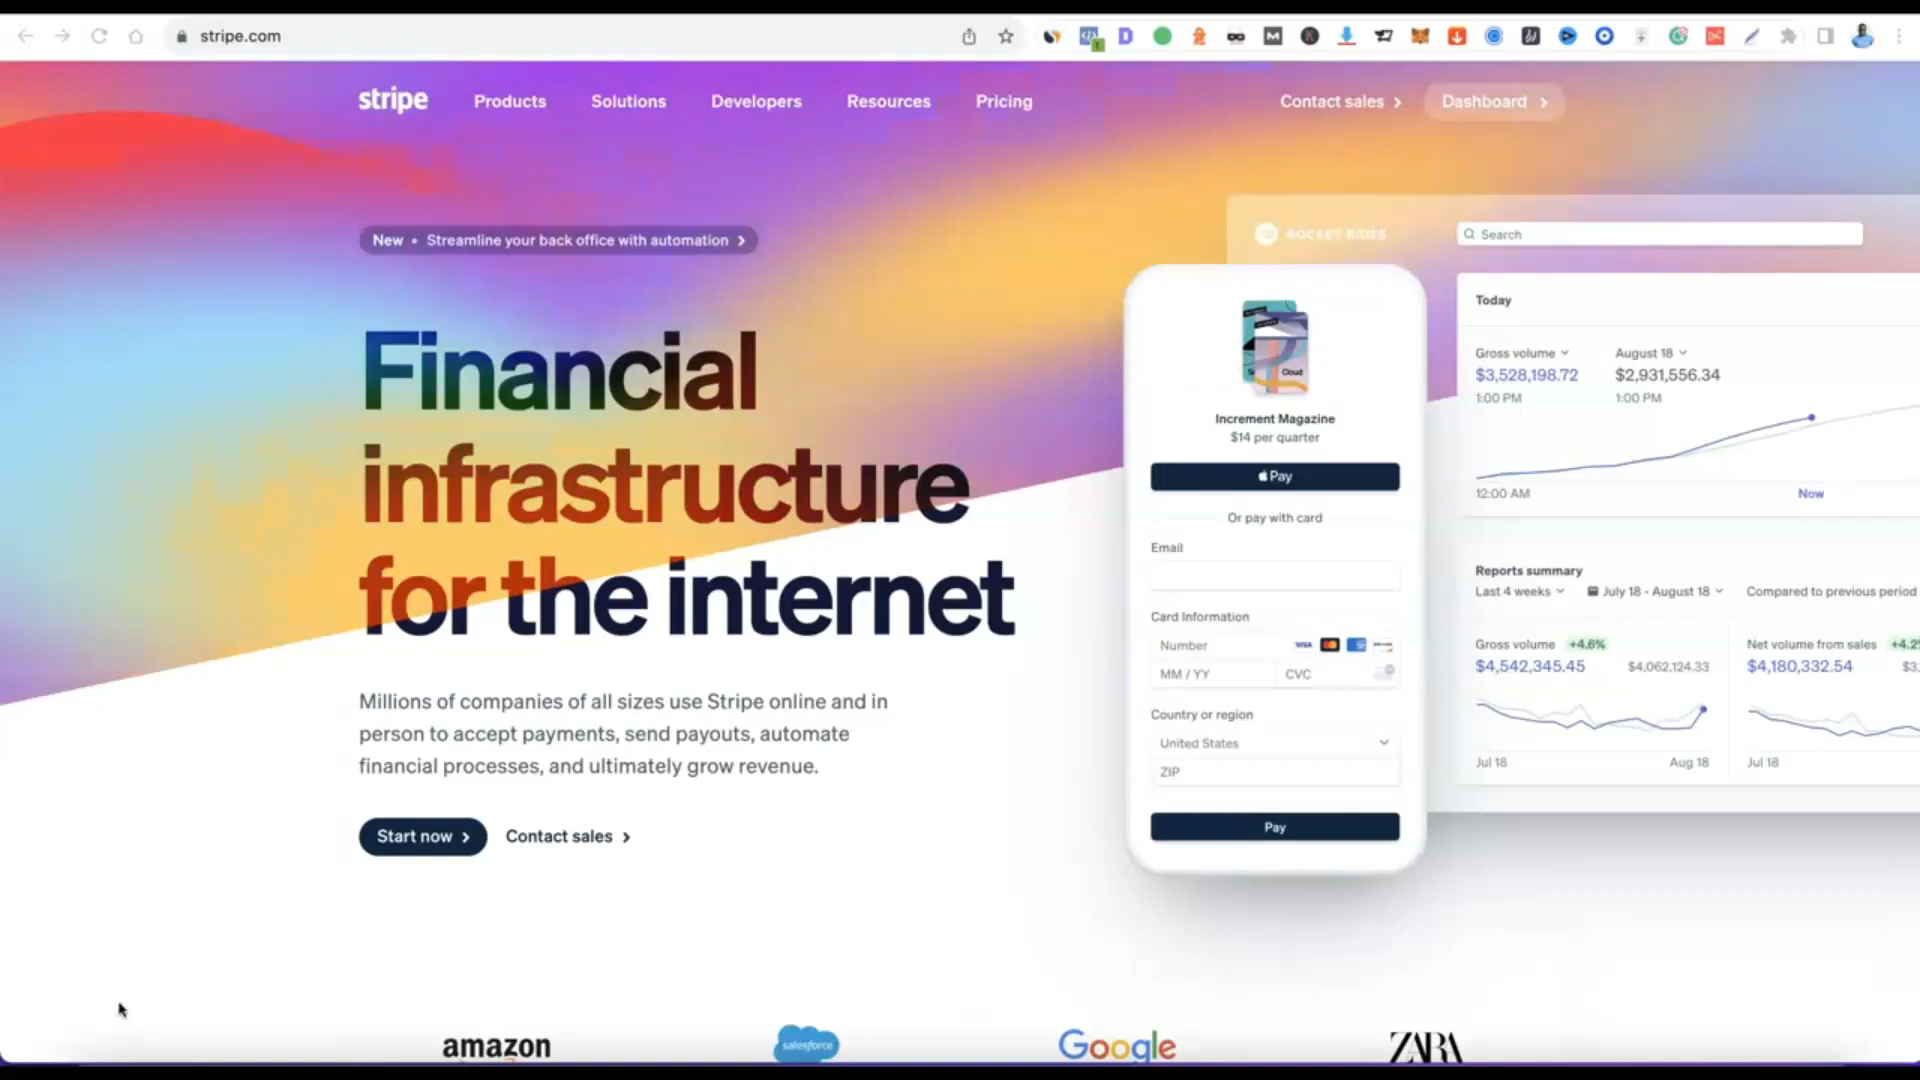 stripe.com
stripe
Products
Solutions
Developers
Resources
Pricing
Contact sales
Dashboard
New • Streamline your back office with automation
Financial
infrastructure
for the internet
Millions of companies of all sizes use Stripe online and in
person to accept payments, send payouts, automate
financial processes, and ultimately grow revenue.
Start now
Contact sales
Cloud
Increment Magazine
$14 per quarter
Pay
Or pay with card
Email
Card Information
Number
VISA
MM / YY
CVC
Country or region
United States
ZIP
Pay
ROCKET RIDES
Search
Today
Gross volume
August 18
$3,528,198.72
$2,931,556.34
1:00 PM
1:00 PM
12:00 AM
Now
Reports summary
Last 4 weeks
July 18 - August 18
Compared to previous period
Gross volume +4.6%
Net volume from sales
$4,542,345.45
$4,062,124.33
$4,180,332.54
Jul 18
Aug 18
Jul 18
amazon
salesforce
Google
ZARA